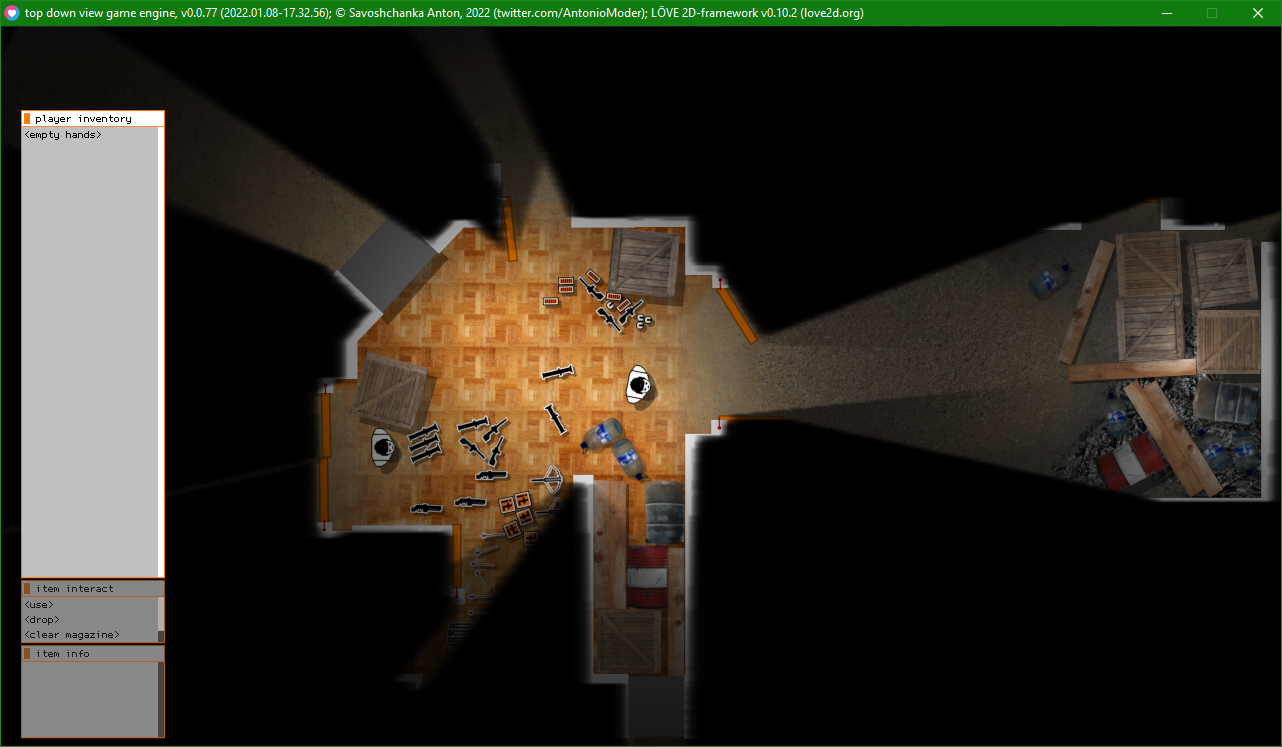 top down view game engine, v0.0.77 (2022.01.08-17.32.56); © Savoshchanka Anton, 2022 (twitter.com/AntonioModer); LÖVE 2D-framework v0.10.2 (love2d.org)
player inventory
<empty hands>
item interact
<use>
<drop>
<clear magazine>
item info